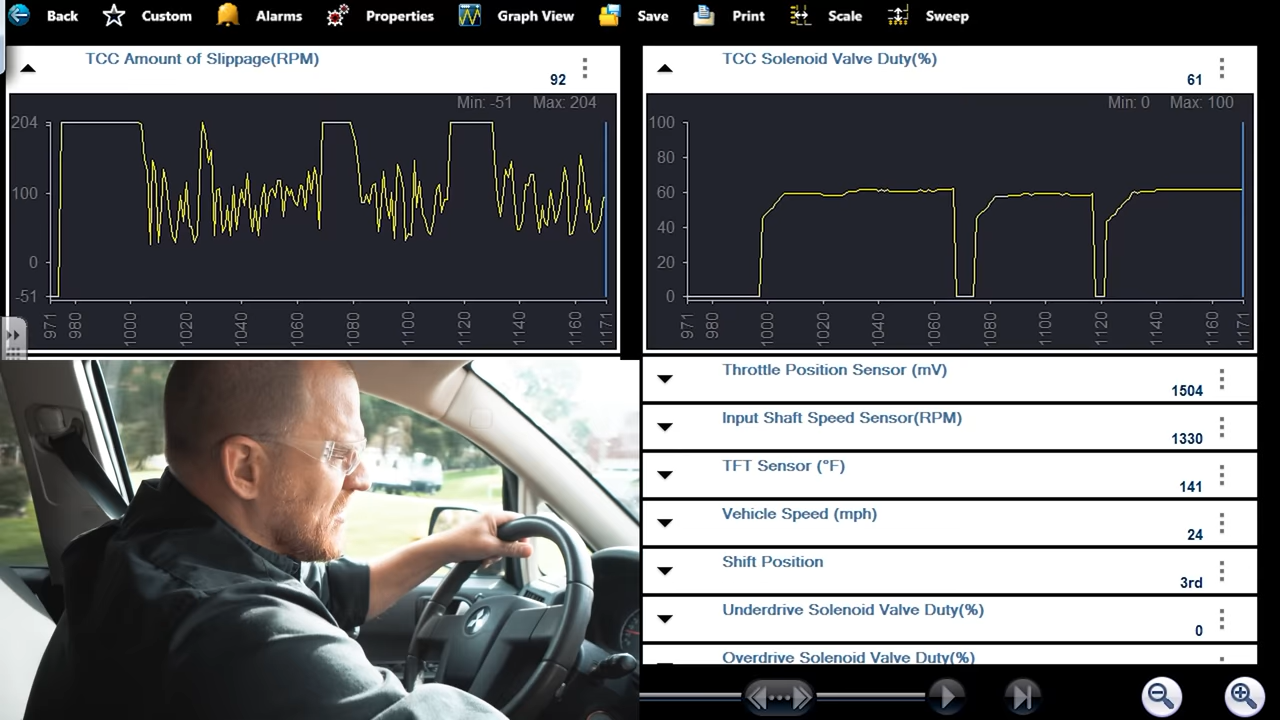 Back Custom Alarms Properties Graph View Save Print Scale Sweep
TCC Amount of Slippage(RPM)
92
Min: -51 Max: 204
204
100
0
-51
971 980 1000 1020 1040 1060 1080 1100 1120 1140 1160 1171
TCC Solenoid Valve Duty(%)
61
Min: 0 Max: 100
100
80
60
40
20
0
971 980 1000 1020 1040 1060 1080 1100 1120 1140 1160 1171
Throttle Position Sensor (mV)
1504
Input Shaft Speed Sensor(RPM)
1330
TFT Sensor (°F)
141
Vehicle Speed (mph)
24
Shift Position
3rd
Underdrive Solenoid Valve Duty(%)
0
Overdrive Solenoid Valve Duty(%)